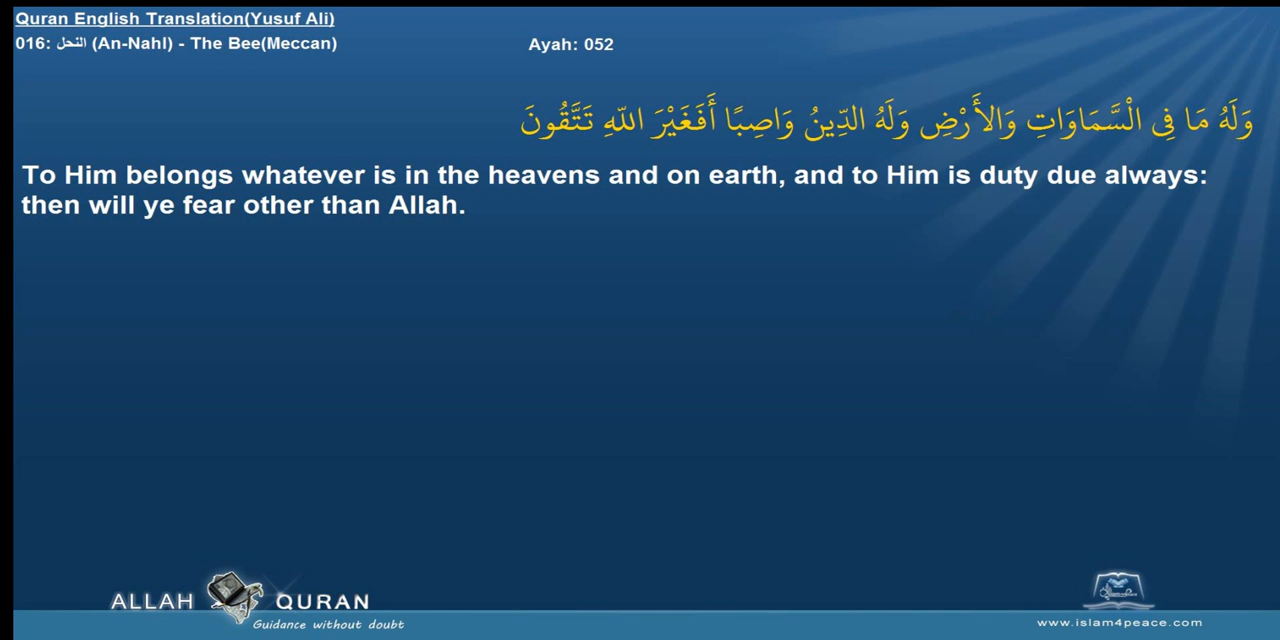 Quran English Translation(Yusuf Ali)
016: النحل (An-Nahl) - The Bee(Meccan) Ayah: 052
وَلَهُ مَا فِى الْسَّمَاوَاتِ وَالأَرْضِ وَلَهُ الدِّينُ وَاصِبًا أَفَغَيْرَ اللّهِ تَتَّقُونَ
To Him belongs whatever is in the heavens and on earth, and to Him is duty due always:
then will ye fear other than Allah.
ALLAH QURAN
Guidance without doubt
www.islam4peace.com